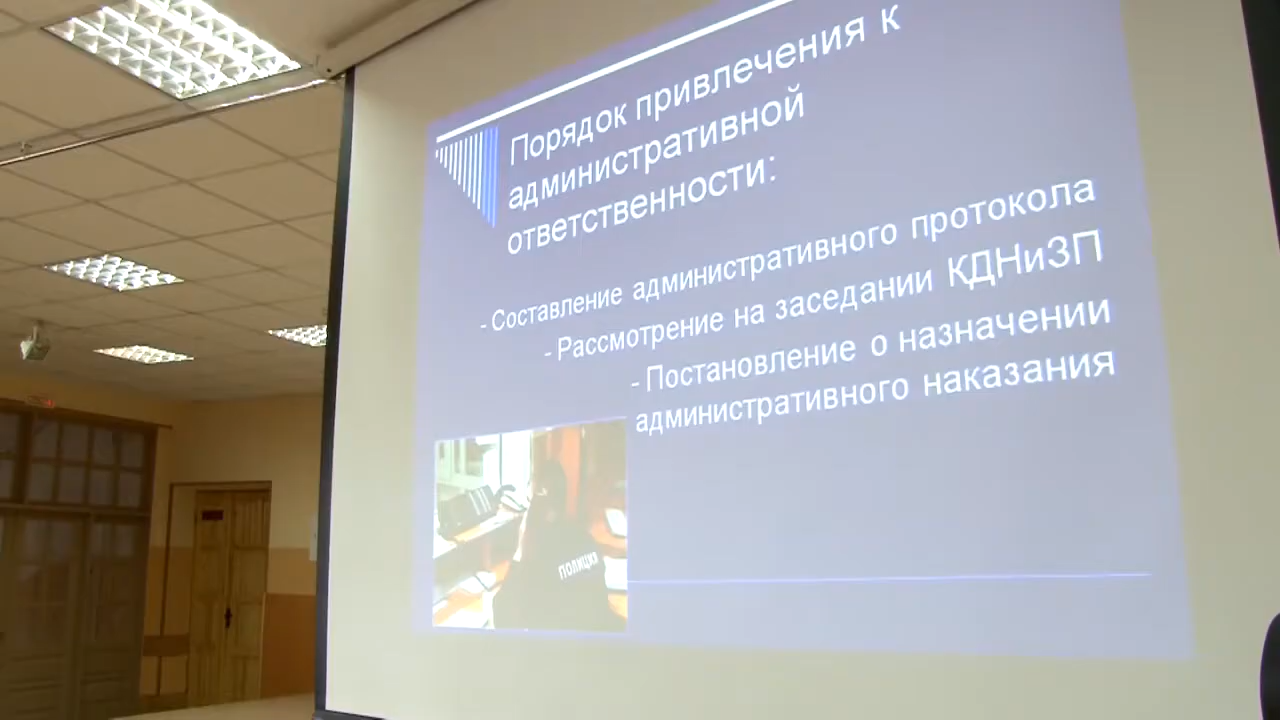 Порядок привлечения к
административной
ответственности:
- Составление административного протокола
- Рассмотрение на заседании КДНиЗП
- Постановление о назначении
административного наказания
ПОЛИЦИЯ